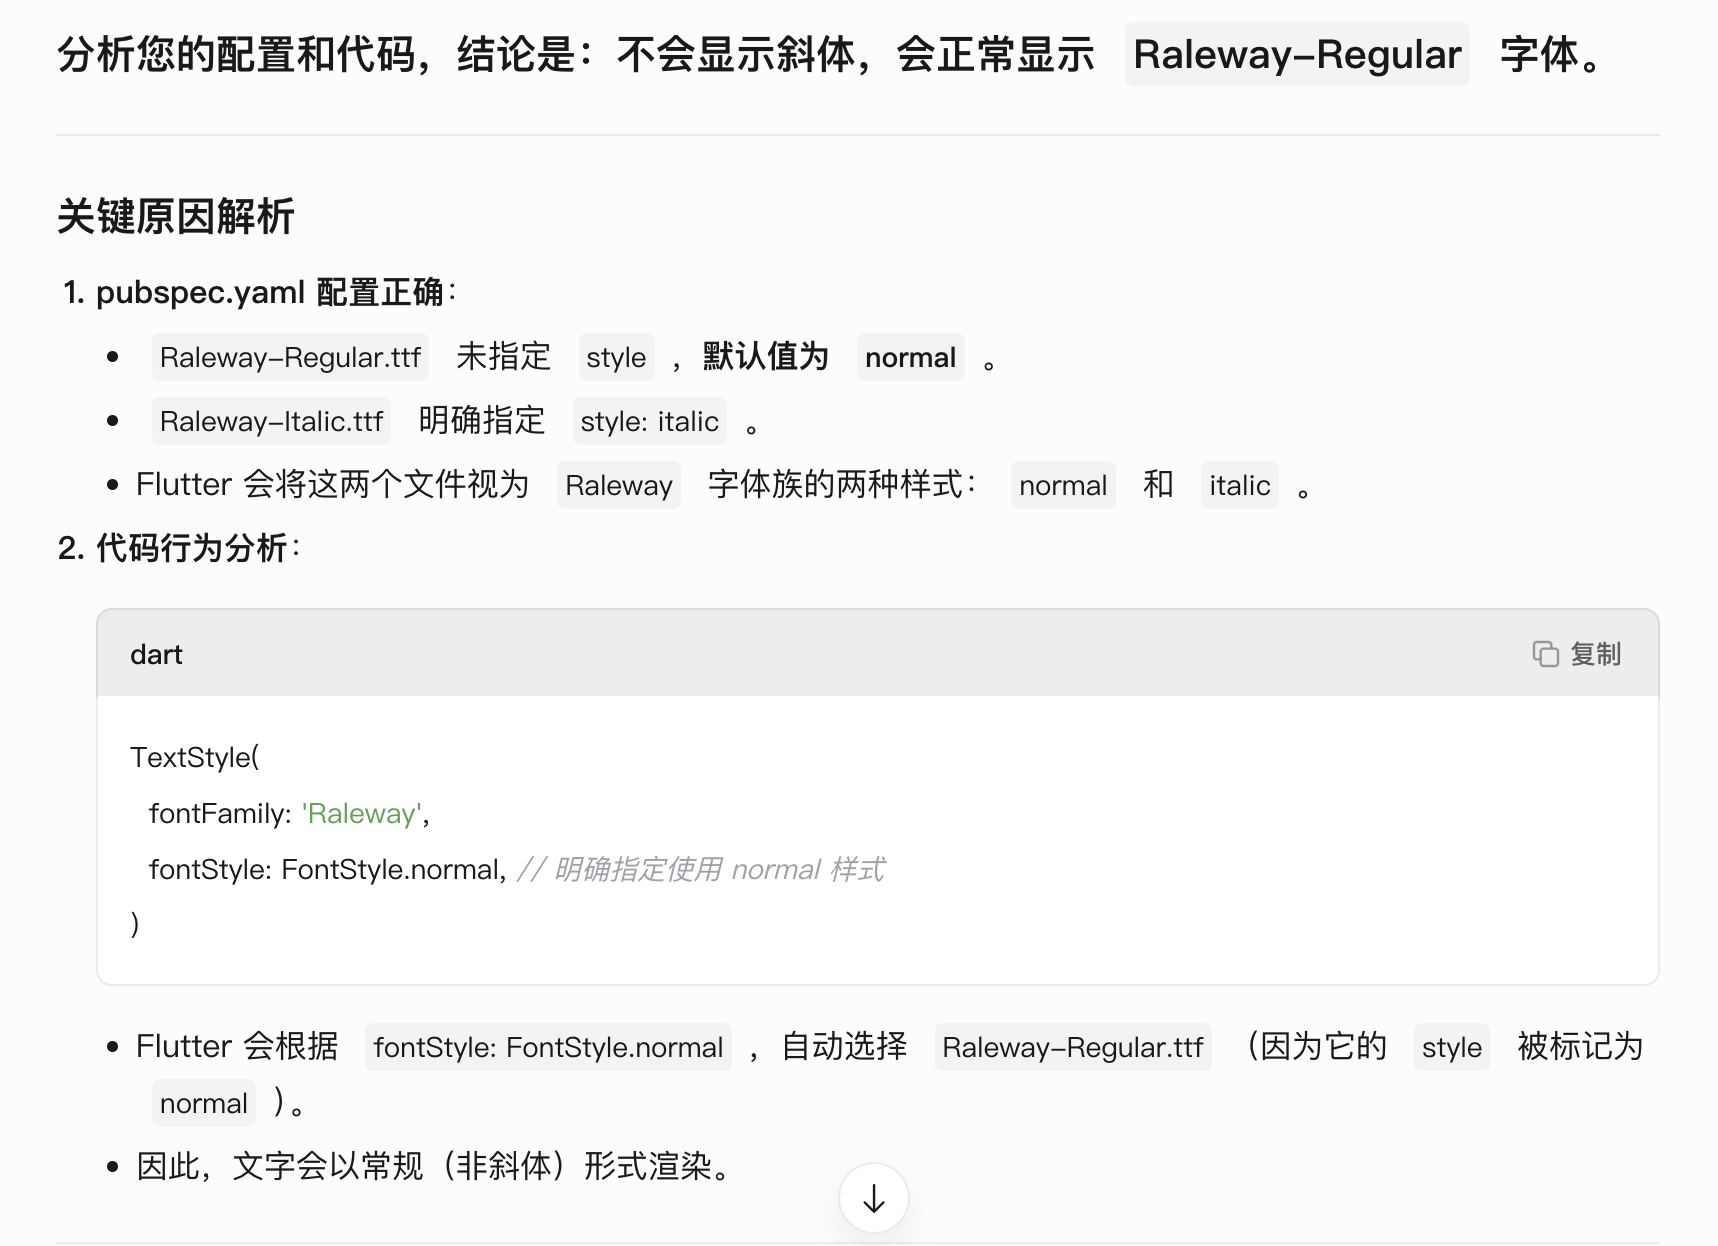 分析您的配置和代码，结论是：不会显示斜体，会正常显示 Raleway-Regular 字体。
关键原因解析
1. pubspec.yaml 配置正确：
• Raleway-Regular.ttf 未指定 style ，默认值为 normal 。
• Raleway-Italic.ttf 明确指定 style: italic 。
• Flutter 会将这两个文件视为 Raleway 字体族的两种样式： normal 和 italic 。
2. 代码行为分析：
dart 复制
TextStyle(
fontFamily: 'Raleway',
fontStyle: FontStyle.normal, // 明确指定使用 normal 样式
)
• Flutter 会根据 fontStyle: FontStyle.normal ，自动选择 Raleway-Regular.ttf （因为它的 style 被标记为
normal ）。
• 因此，文字会以常规（非斜体）形式渲染。